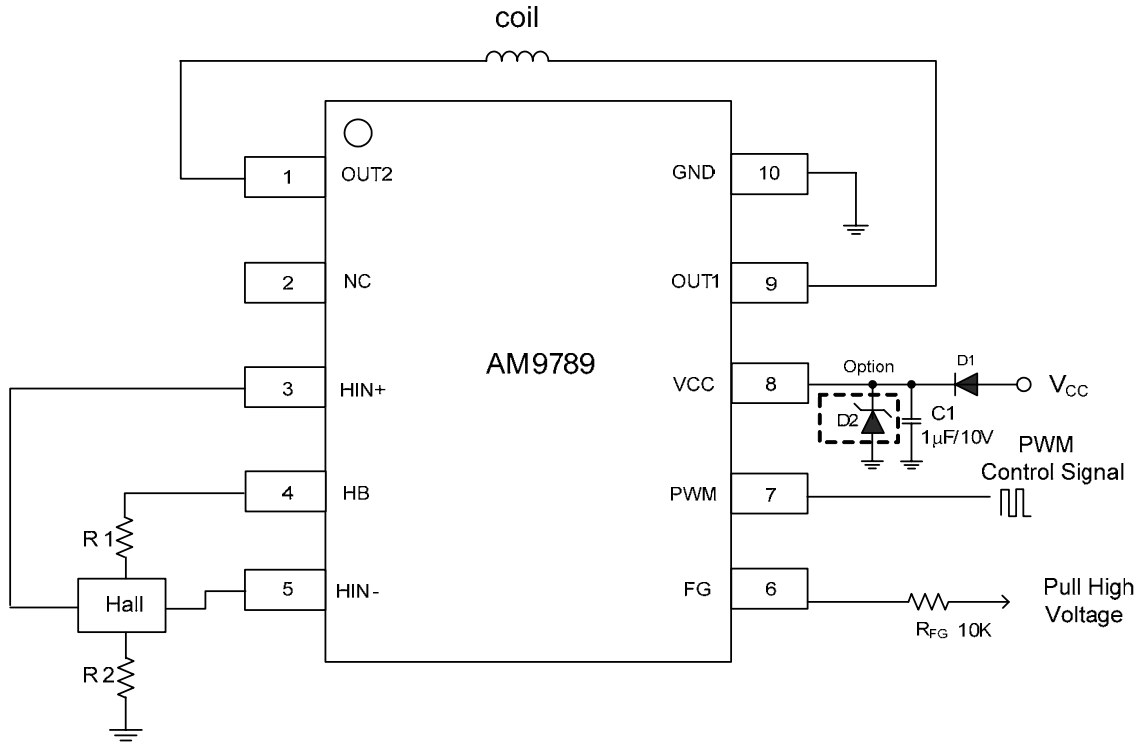 coil
1 OUT2
GND 10
2 NC
OUT1 9
AM9789
3 HIN+
VCC 8
Option
D1
VCC
D2
C1
1µF/10V
PWM
Control Signal
4 HB
PWM 7
R 1
Hall
5 HIN-
FG 6
Pull High
Voltage
RFG 10K
R 2